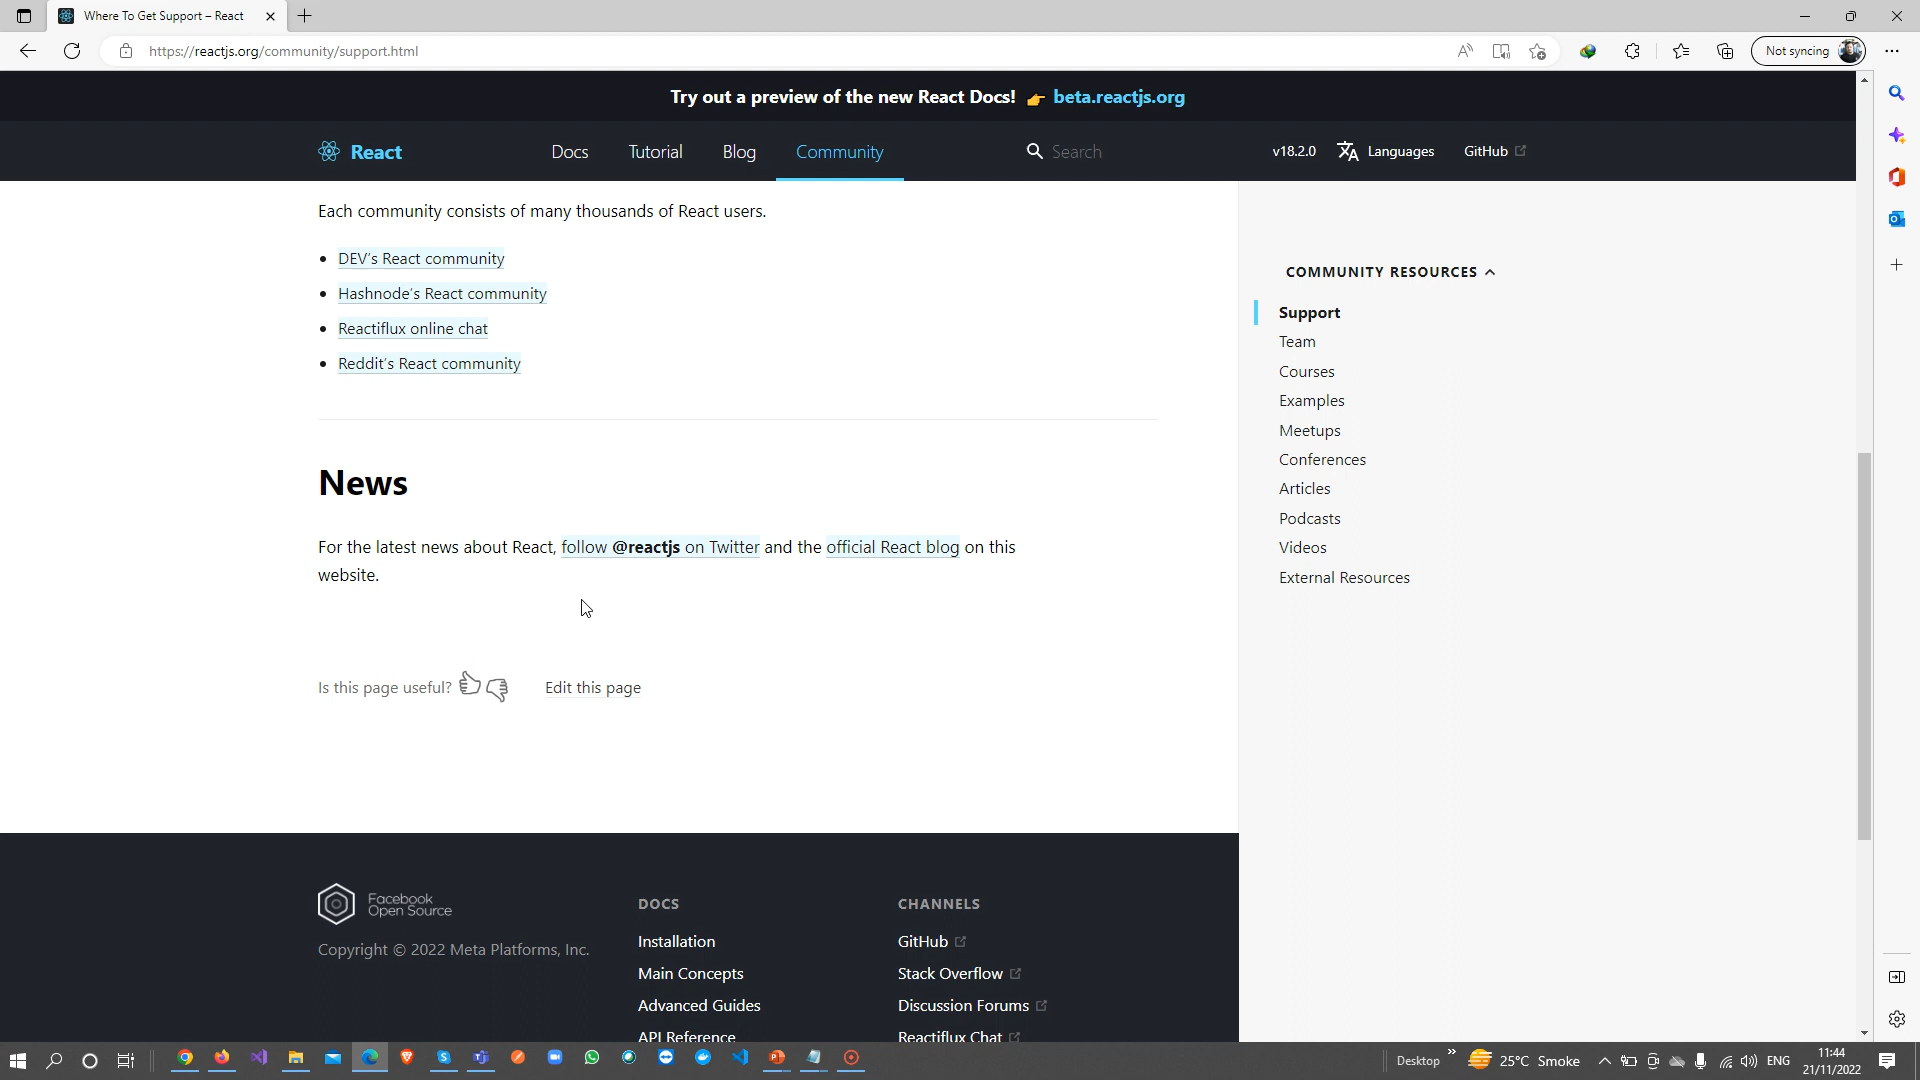 Where To Get Support – React
https://reactjs.org/community/support.html
Not syncing
Try out a preview of the new React Docs! 👉 beta.reactjs.org
React
Docs
Tutorial
Blog
Community
Search
v18.2.0
Languages
GitHub
Each community consists of many thousands of React users.
• DEV's React community
• Hashnode's React community
• Reactiflux online chat
• Reddit's React community
News
For the latest news about React, follow @reactjs on Twitter and the official React blog on this
website.
Is this page useful?
Edit this page
COMMUNITY RESOURCES
Support
Team
Courses
Examples
Meetups
Conferences
Articles
Podcasts
Videos
External Resources
Facebook
Open Source
Copyright © 2022 Meta Platforms, Inc.
DOCS
Installation
Main Concepts
Advanced Guides
API Reference
CHANNELS
GitHub
Stack Overflow
Discussion Forums
Reactiflux Chat
Desktop
25°C Smoke
ENG
11:44
21/11/2022